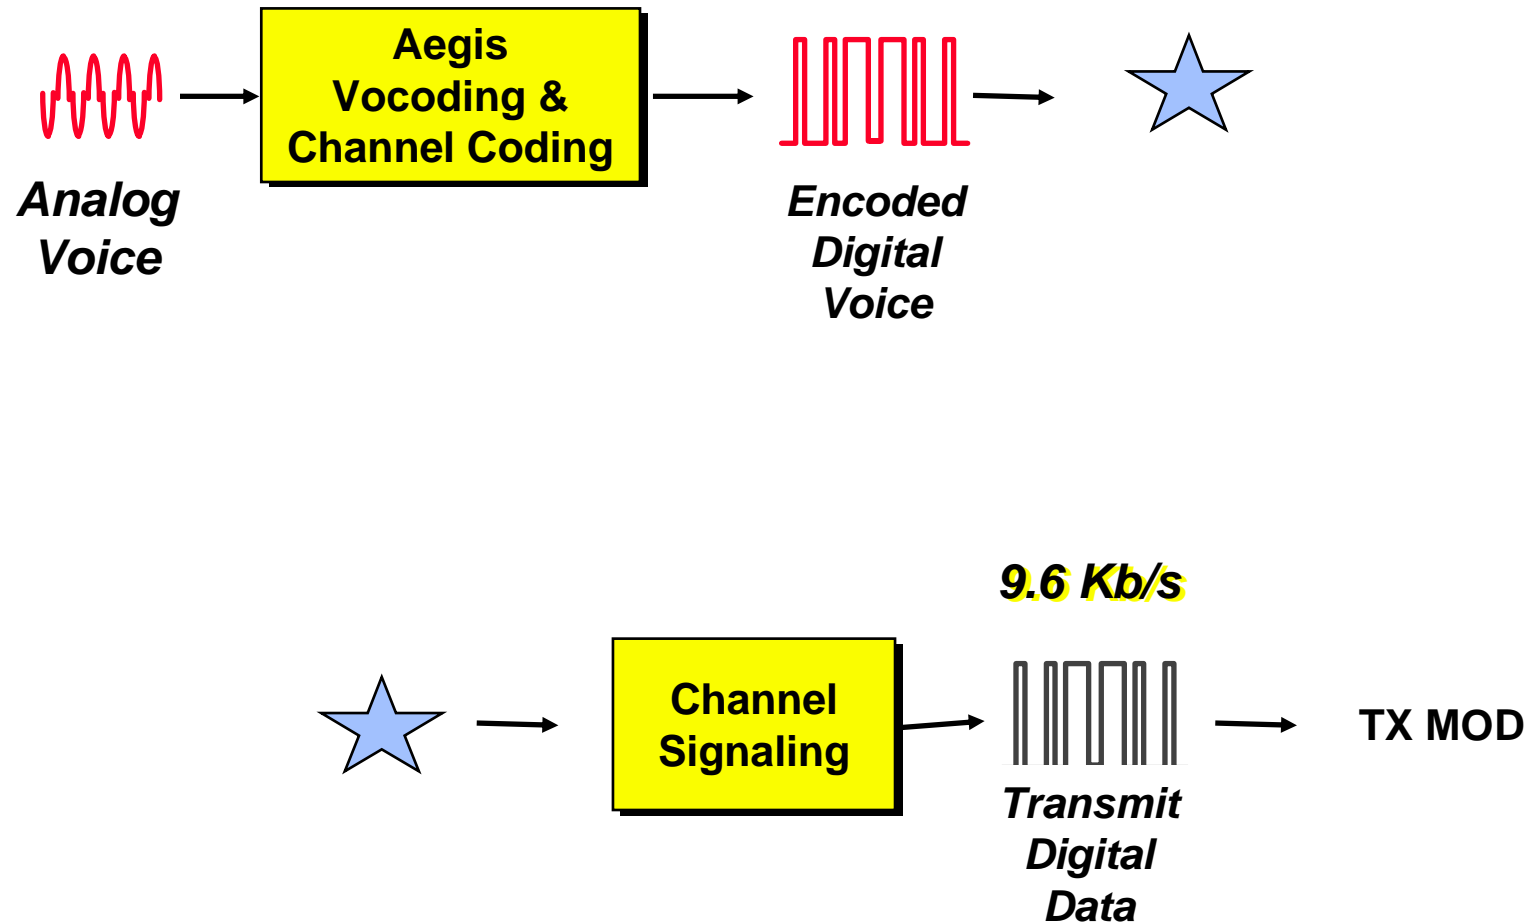 Aegis
Vocoding &
Channel Coding
Analog
Voice
Encoded
Digital
Voice
9.6 Kb/s
Channel
Signaling
TX MOD
Transmit
Digital
Data